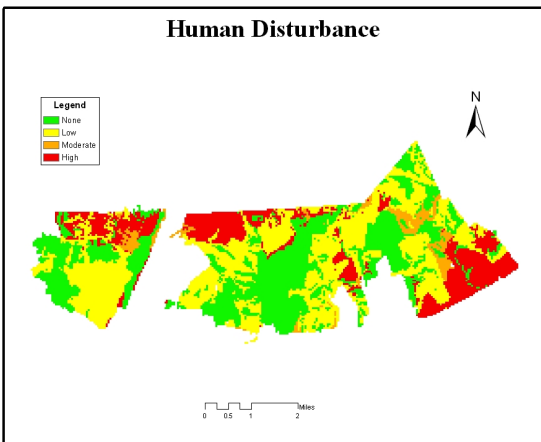 Human Disturbance
Legend
None
Low
Moderate
High
N
0 0.5 1 2 Miles